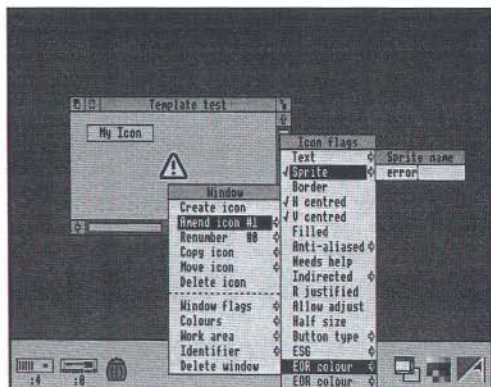 Template test
My Icon
Window
Create icon
Amend icon #1
Renumber #0
Copy icon
Move icon
Delete icon
Window flags
Colours
Work area
Identifier
Delete window
Icon flags
Text
Sprite
Border
H centred
V centred
Filled
Anti-aliased
Needs help
Indirected
R justified
Allow adjust
Half size
Button type
ESG
EOR colour
EOR colour
Sprite name
error
:4
:0